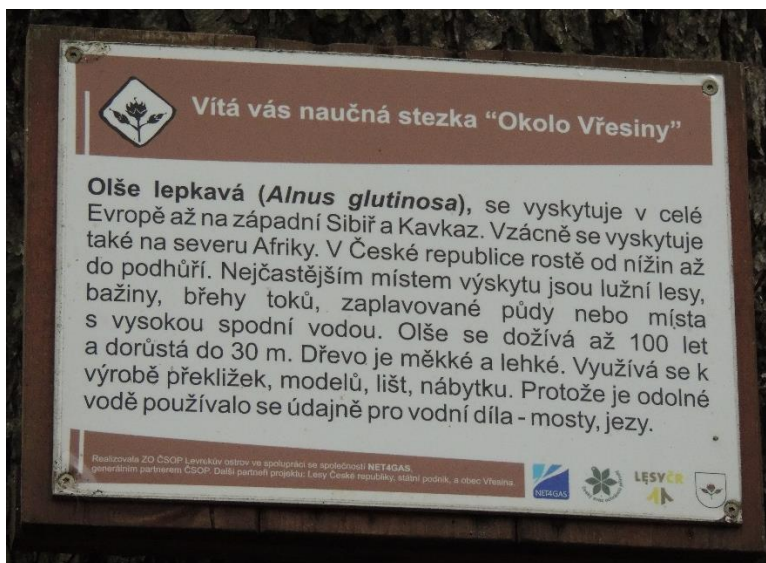 Vítá vás naučná stezka “Okolo Vřesiny”
Olše lepkavá (Alnus glutinosa), se vyskytuje v celé
Evropě až na západní Sibiř a Kavkaz. Vzácně se vyskytuje
také na severu Afriky. V České republice rostě od nížin až
do podhůří. Nejčastějším místem výskytu jsou lužní lesy,
bažiny, břehy toků, zaplavované půdy nebo místa
s vysokou spodní vodou. Olše se dožívá až 100 let
a dorůstá do 30 m. Dřevo je měkké a lehké. Využívá se k
výrobě překližek, modelů, lišt, nábytku. Protože je odolné
vodě používalo se údajně pro vodní díla - mosty, jezy.
Realizovala ZO ČSOP Levrekův ostrov ve spolupráci se společností NET4GAS,
generálním partnerem ČSOP. Další partneři projektu: Lesy České republiky, státní podnik, a obec Vřesina.
NET4GAS
LESYČR